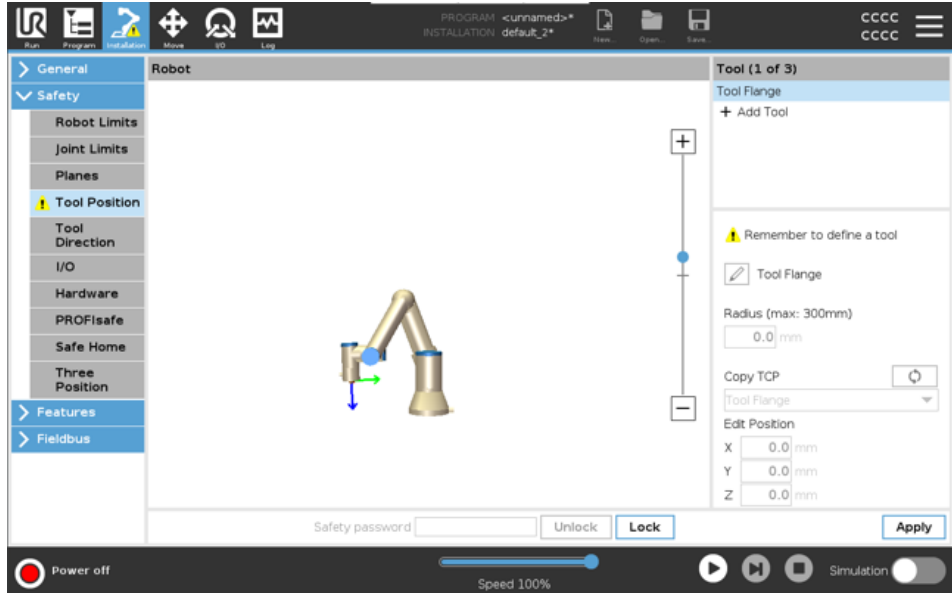 UR
PROGRAM <unnamed>*
INSTALLATION default_2*
Run
Program
Installation
Move
I/O
Log
New...
Open...
Save...
CCCC
CCCC
General
Safety
Robot Limits
Joint Limits
Planes
Tool Position
Tool
Direction
I/O
Hardware
PROFIsafe
Safe Home
Three
Position
Features
Fieldbus
Robot
Tool (1 of 3)
Tool Flange
+ Add Tool
Remember to define a tool
Tool Flange
Radius (max: 300mm)
0.0 mm
Copy TCP
Tool Flange
Edit Position
X 0.0 mm
Y 0.0 mm
Z 0.0 mm
Safety password
Unlock
Lock
Apply
Power off
Speed 100%
Simulation